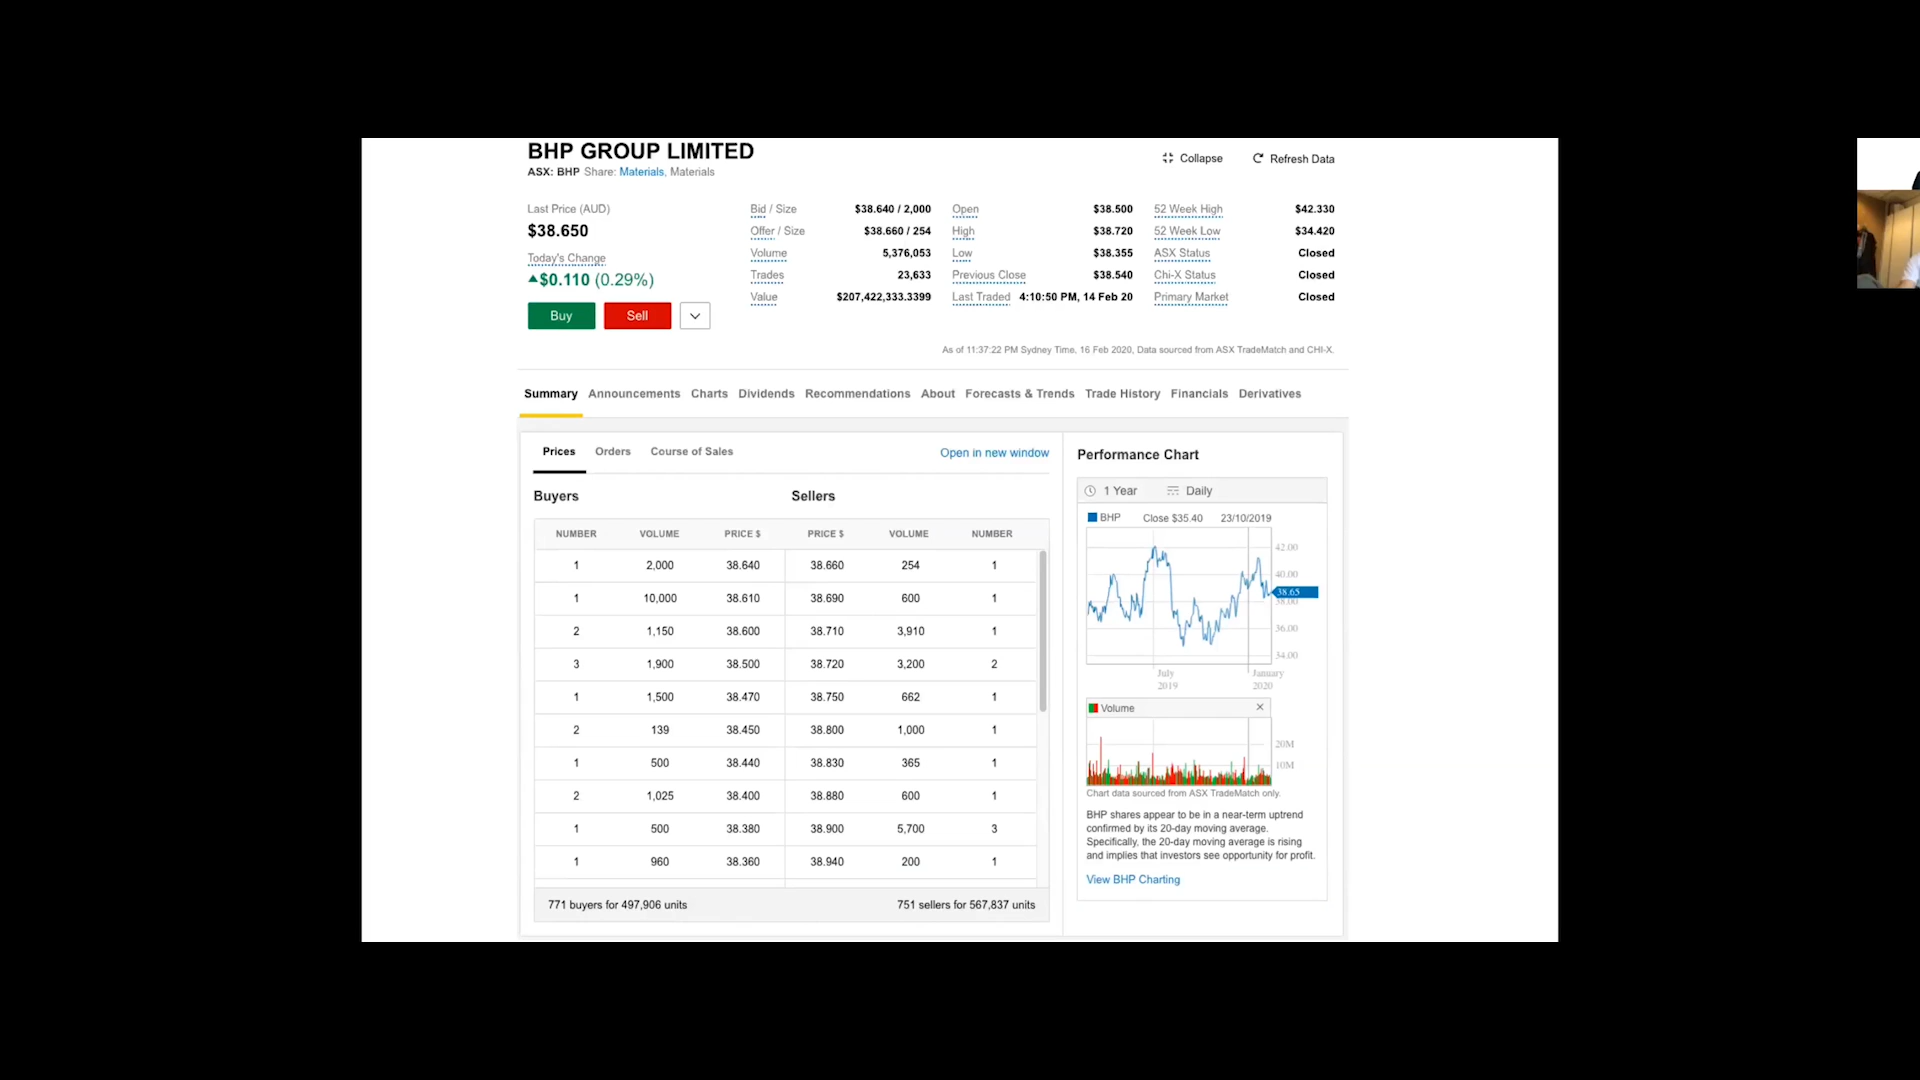 BHP GROUP LIMITED
ASX: BHP Share: Materials, Materials
Collapse
Refresh Data
Last Price (AUD)
$38.650
Today's Change
$0.110 (0.29%)
Buy
Sell
Bid / Size $38.640 / 2,000
Offer / Size $38.660 / 254
Volume 5,376,053
Trades 23,633
Value $207,422,333.3399
Open $38.500
High $38.720
Low $38.355
Previous Close $38.540
Last Traded 4:10:50 PM, 14 Feb 20
52 Week High $42.330
52 Week Low $34.420
ASX Status Closed
Chi-X Status Closed
Primary Market Closed
As of 11:37:22 PM Sydney Time, 16 Feb 2020, Data sourced from ASX TradeMatch and CHI-X.
Summary Announcements Charts Dividends Recommendations About Forecasts & Trends Trade History Financials Derivatives
Prices Orders Course of Sales Open in new window
Buyers Sellers
NUMBER VOLUME PRICE $ PRICE $ VOLUME NUMBER
1 2,000 38.640 38.660 254 1
1 10,000 38.610 38.690 600 1
2 1,150 38.600 38.710 3,910 1
3 1,900 38.500 38.720 3,200 2
1 1,500 38.470 38.750 662 1
2 139 38.450 38.800 1,000 1
1 500 38.440 38.830 365 1
2 1,025 38.400 38.880 600 1
1 500 38.380 38.900 5,700 3
1 960 38.360 38.940 200 1
771 buyers for 497,906 units 751 sellers for 567,837 units
Performance Chart
1 Year Daily
BHP Close $35.40 23/10/2019
42.00
40.00
38.65
38.00
36.00
34.00
July January
2019 2020
Volume
20M
10M
Chart data sourced from ASX TradeMatch only.
BHP shares appear to be in a near-term uptrend
confirmed by its 20-day moving average.
Specifically, the 20-day moving average is rising
and implies that investors see opportunity for profit.
View BHP Charting